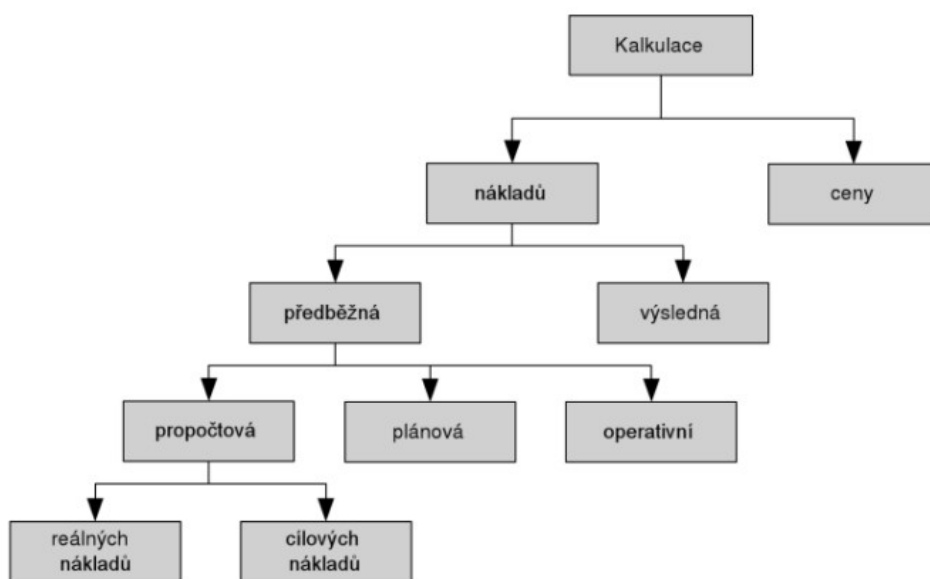 Kalkulace
nákladů
ceny
předběžná
výsledná
propočtová
plánová
operativní
reálných
nákladů
cílových
nákladů